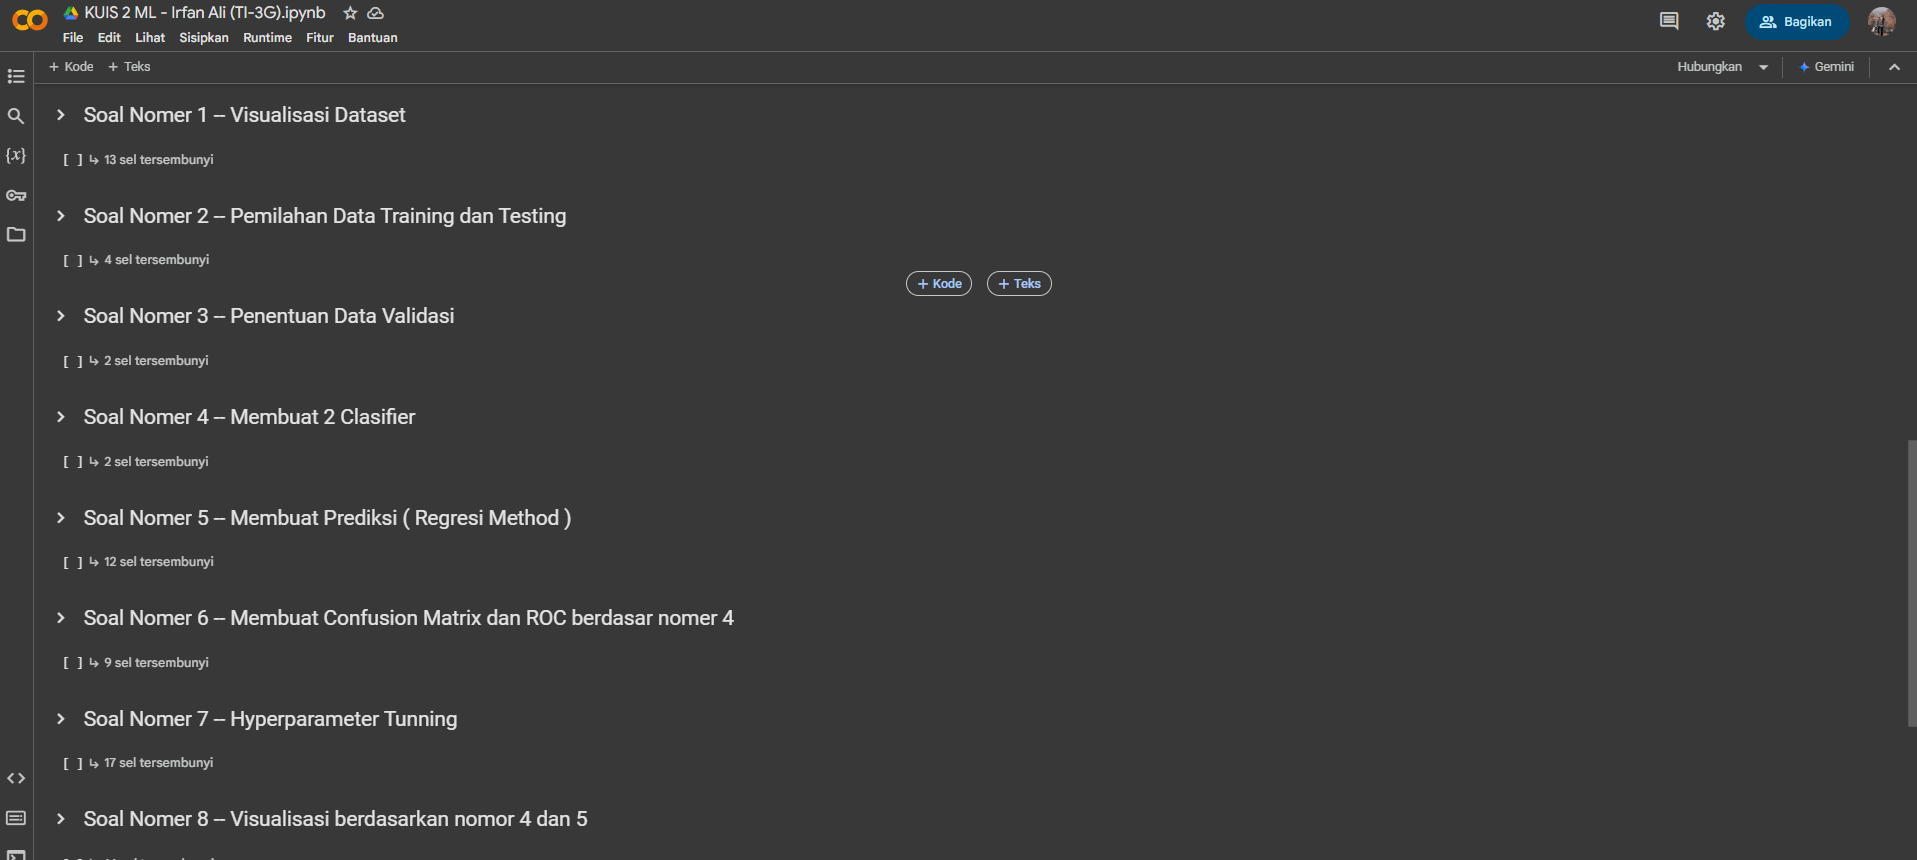 KUIS 2 ML - Irfan Ali (TI-3G).ipynb
File Edit Lihat Sisipkan Runtime Fitur Bantuan
Bagikan
+ Kode + Teks
Hubungkan
Gemini
Soal Nomer 1 -- Visualisasi Dataset
[ ] ↳ 13 sel tersembunyi
Soal Nomer 2 -- Pemilahan Data Training dan Testing
[ ] ↳ 4 sel tersembunyi
+ Kode + Teks
Soal Nomer 3 -- Penentuan Data Validasi
[ ] ↳ 2 sel tersembunyi
Soal Nomer 4 -- Membuat 2 Clasifier
[ ] ↳ 2 sel tersembunyi
Soal Nomer 5 -- Membuat Prediksi ( Regresi Method )
[ ] ↳ 12 sel tersembunyi
Soal Nomer 6 -- Membuat Confusion Matrix dan ROC berdasar nomer 4
[ ] ↳ 9 sel tersembunyi
Soal Nomer 7 -- Hyperparameter Tunning
[ ] ↳ 17 sel tersembunyi
Soal Nomer 8 -- Visualisasi berdasarkan nomor 4 dan 5